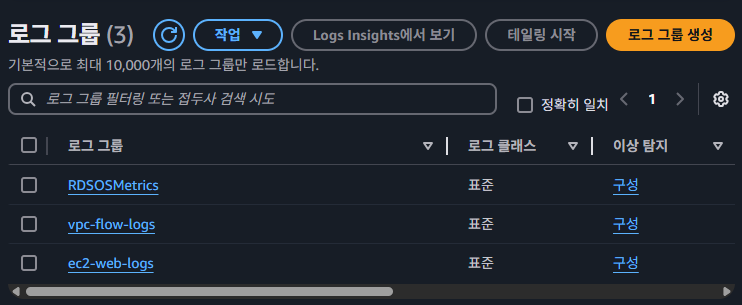 로그 그룹 (3)
작업
Logs Insights에서 보기
테일링 시작
로그 그룹 생성
기본적으로 최대 10,000개의 로그 그룹만 로드합니다.
로그 그룹 필터링 또는 접두사 검색 시도
정확히 일치
1
로그 그룹 로그 클래스 이상 탐지
RDSOSMetrics 표준 구성
vpc-flow-logs 표준 구성
ec2-web-logs 표준 구성